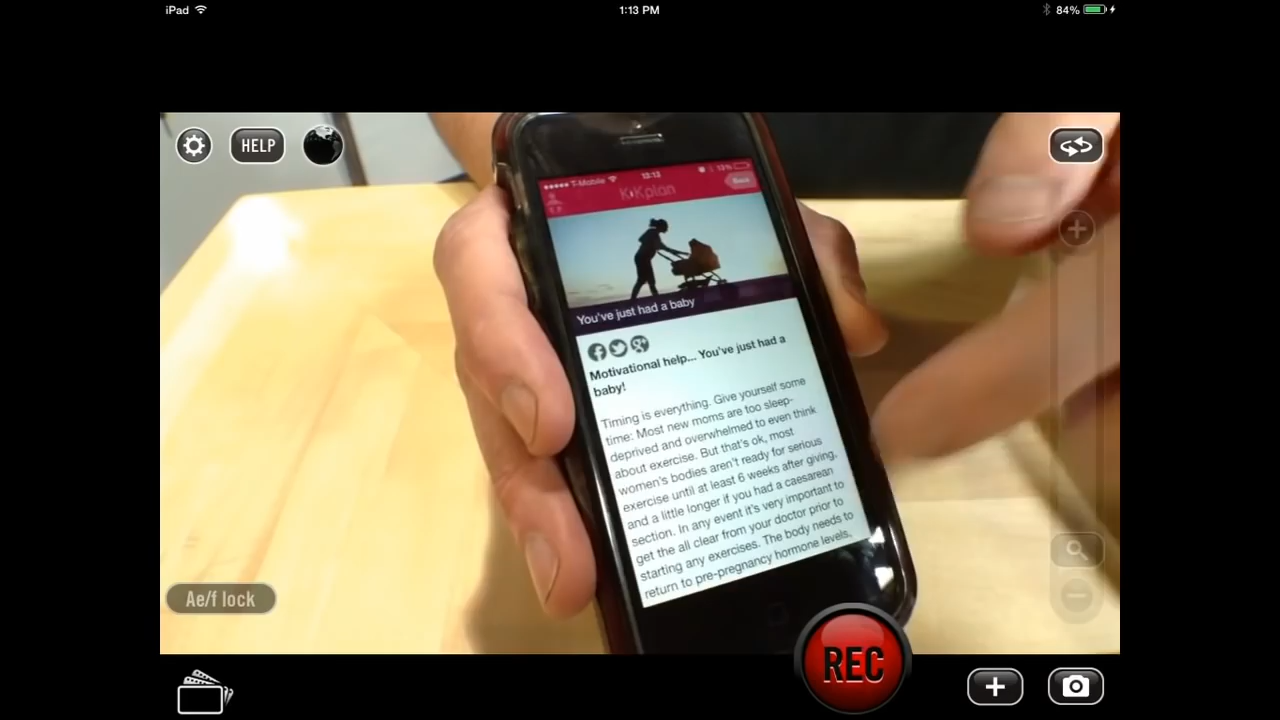 iPad 1:13 PM 84%
HELP
T-Mobile 13:13 13%
KiKplan
Back
You've just had a baby
Motivational help... You've just had a
baby!
Timing is everything. Give yourself some
time: Most new moms are too sleep-
deprived and overwhelmed to even think
about exercise. But that's ok, most
women's bodies aren't ready for serious
exercise until at least 6 weeks after giving,
and a little longer if you had a caesarean
section. In any event it's very important to
get the all clear from your doctor prior to
starting any exercises. The body needs to
return to pre-pregnancy hormone levels,
Ae/f lock
REC